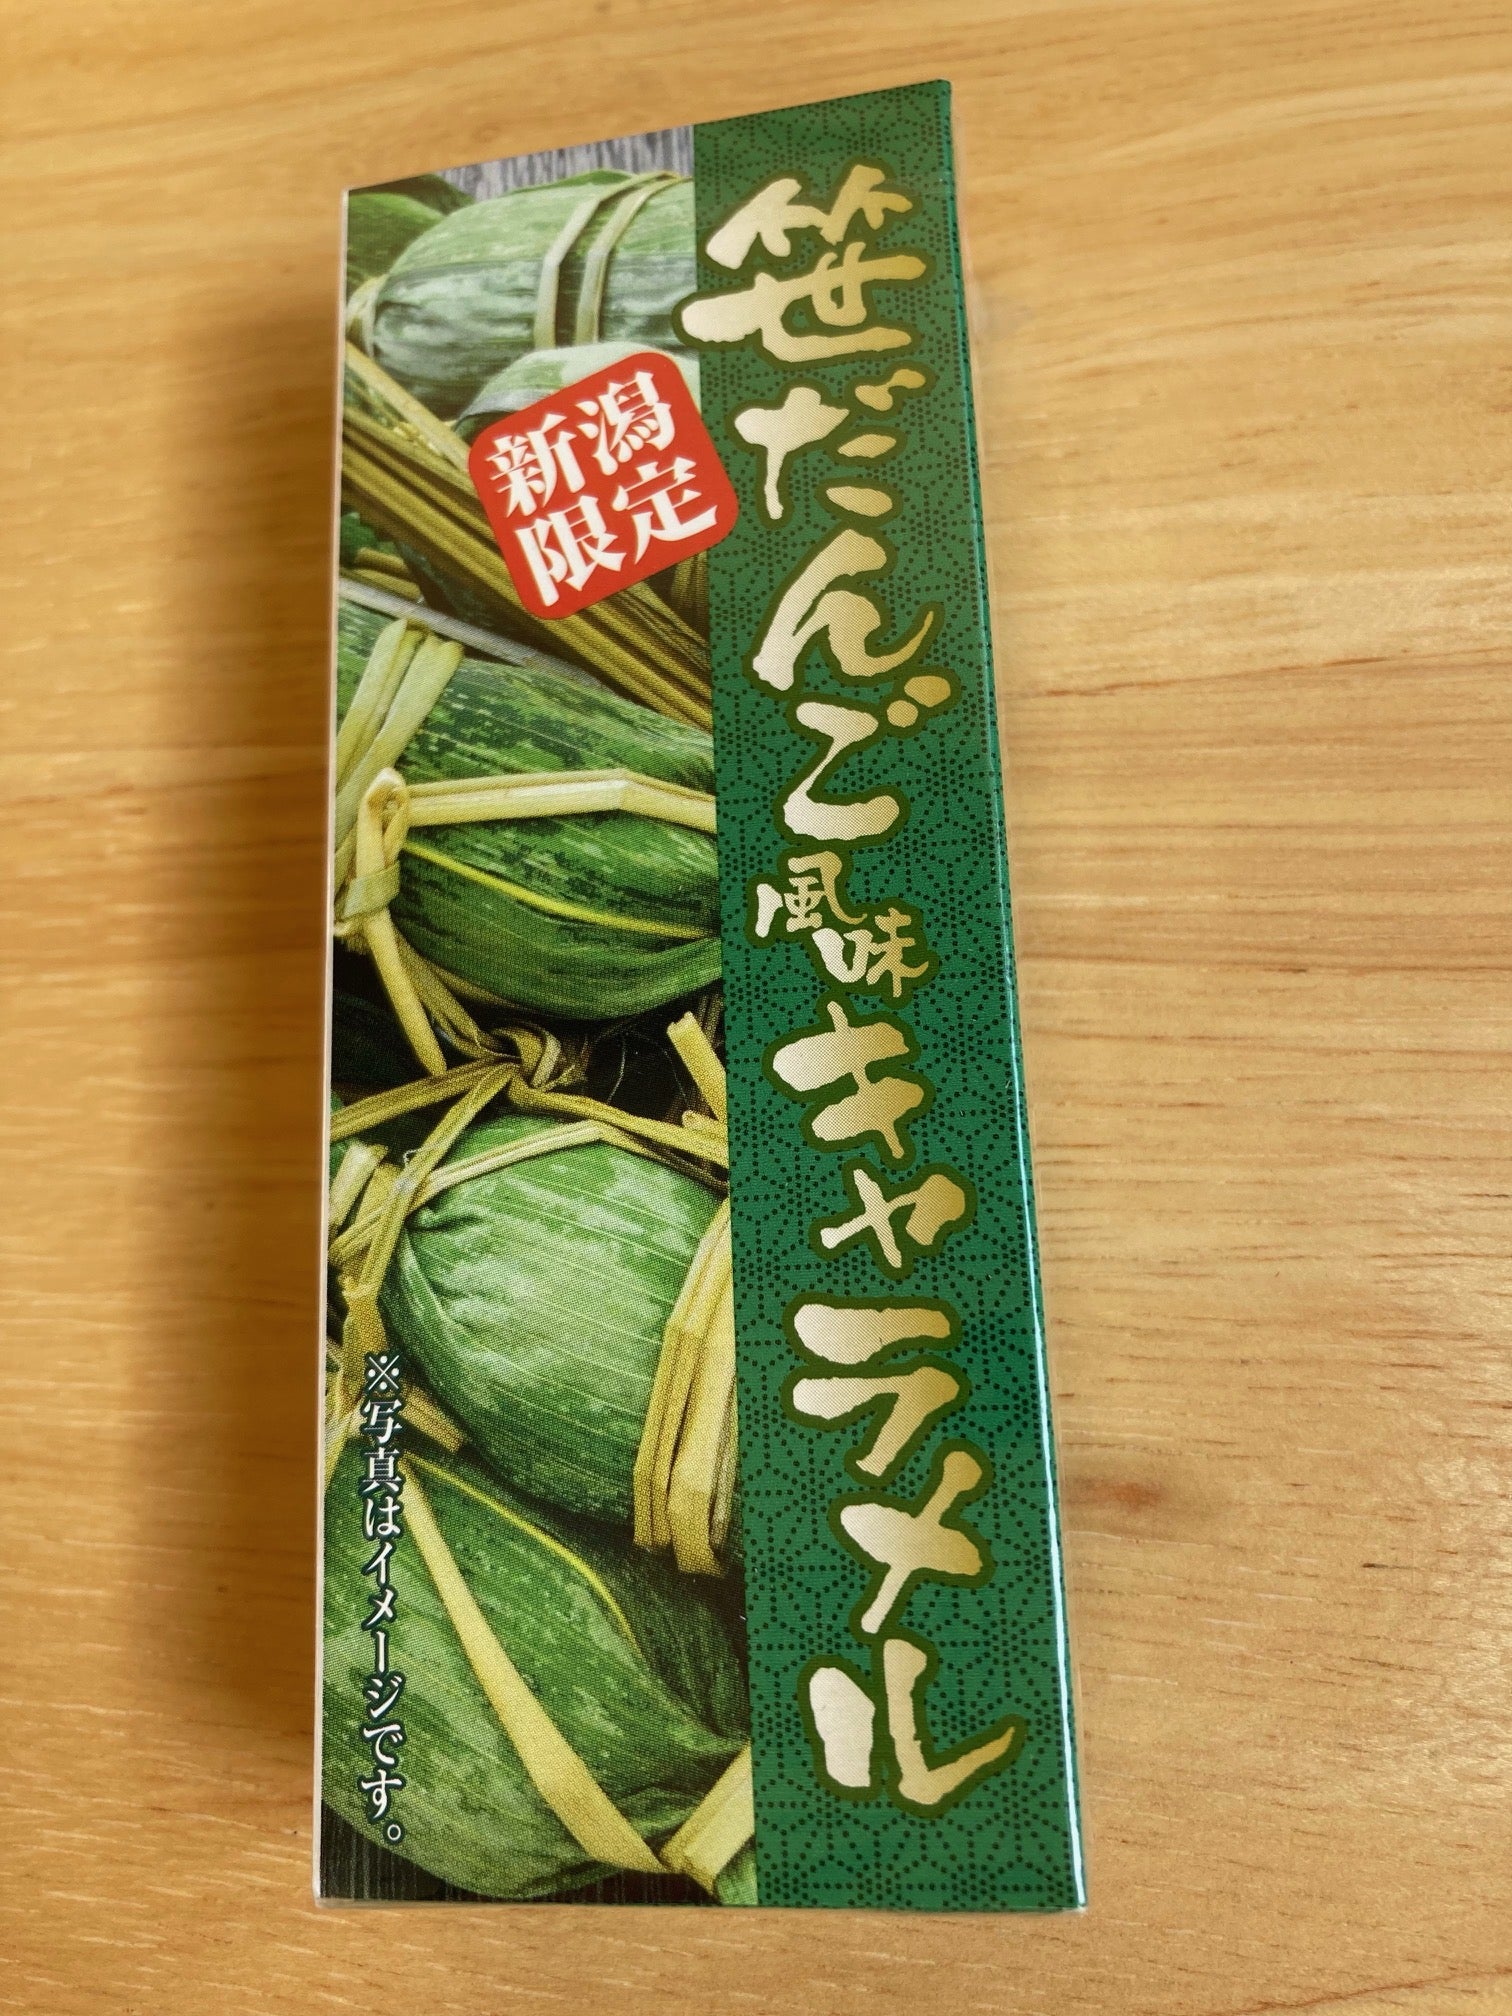 笹だんご風味キャラメル
新潟
限定
※写真はイメージです。